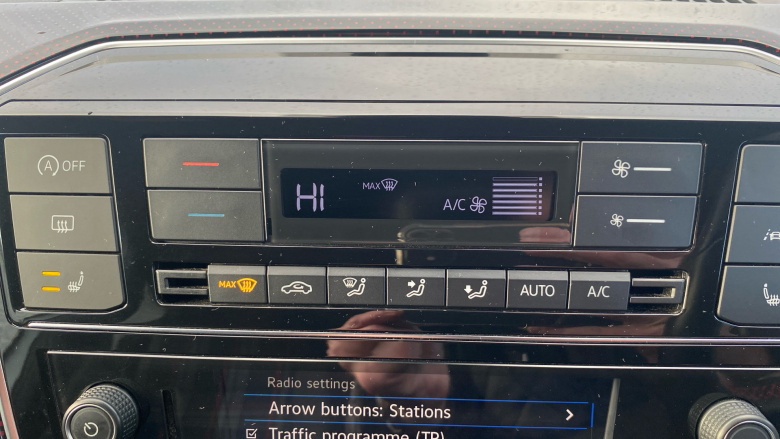 A OFF
HI
MAX
A/C
MAX
AUTO
A/C
Radio settings
Arrow buttons: Stations
Traffic programme (TP)